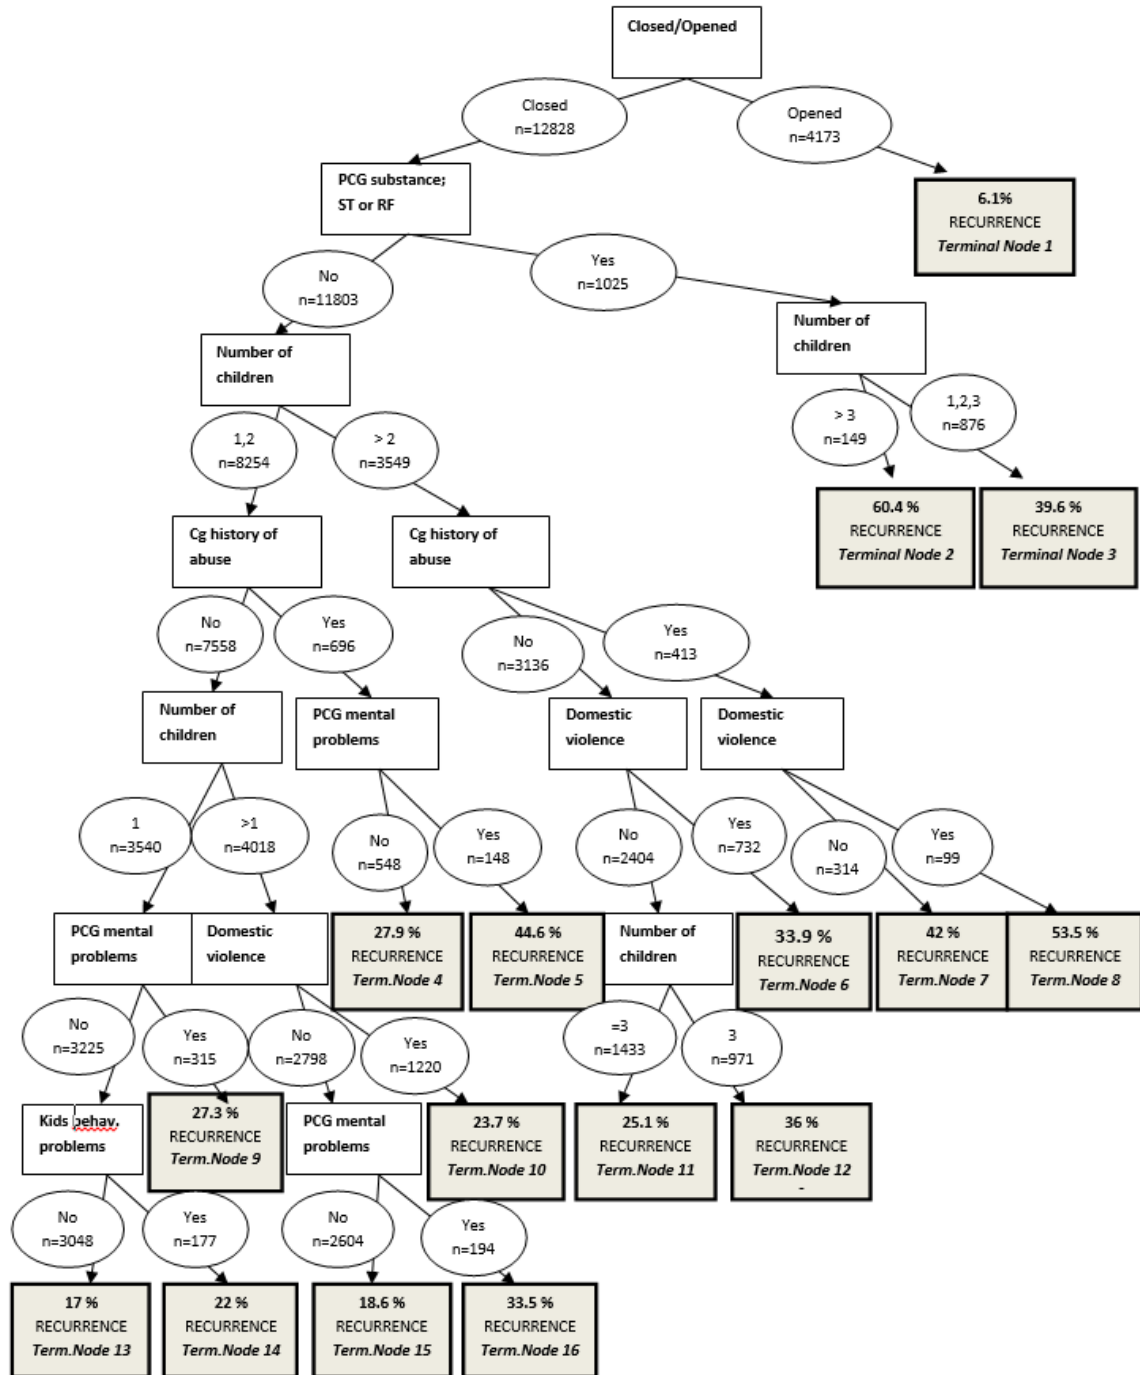 Closed/Opened
Closed
n=12828
Opened
n=4173
PCG substance;
ST or RF
6.1%
RECURRENCE
Terminal Node 1
No
n=11803
Yes
n=1025
Number of
children
Number of
children
1,2
n=8254
> 2
n=3549
> 3
n=149
1,2,3
n=876
60.4 %
RECURRENCE
Terminal Node 2
39.6 %
RECURRENCE
Terminal Node 3
Cg history of
abuse
Cg history of
abuse
No
n=7558
Yes
n=696
No
n=3136
Yes
n=413
Number of
children
PCG mental
problems
Domestic
violence
Domestic
violence
1
n=3540
>1
n=4018
No
n=548
Yes
n=148
No
n=2404
Yes
n=732
No
n=314
Yes
n=99
PCG mental
problems
Domestic
violence
27.9 %
RECURRENCE
Term.Node 4
44.6 %
RECURRENCE
Term.Node 5
Number of
children
33.9 %
RECURRENCE
Term.Node 6
42 %
RECURRENCE
Term.Node 7
53.5 %
RECURRENCE
Term.Node 8
No
n=3225
Yes
n=315
No
n=2798
Yes
n=1220
=3
n=1433
3
n=971
Kids behav.
problems
27.3 %
RECURRENCE
Term.Node 9
PCG mental
problems
23.7 %
RECURRENCE
Term.Node 10
25.1 %
RECURRENCE
Term.Node 11
36 %
RECURRENCE
Term.Node 12
-
No
n=3048
Yes
n=177
No
n=2604
Yes
n=194
17 %
RECURRENCE
Term.Node 13
22 %
RECURRENCE
Term.Node 14
18.6 %
RECURRENCE
Term.Node 15
33.5 %
RECURRENCE
Term.Node 16